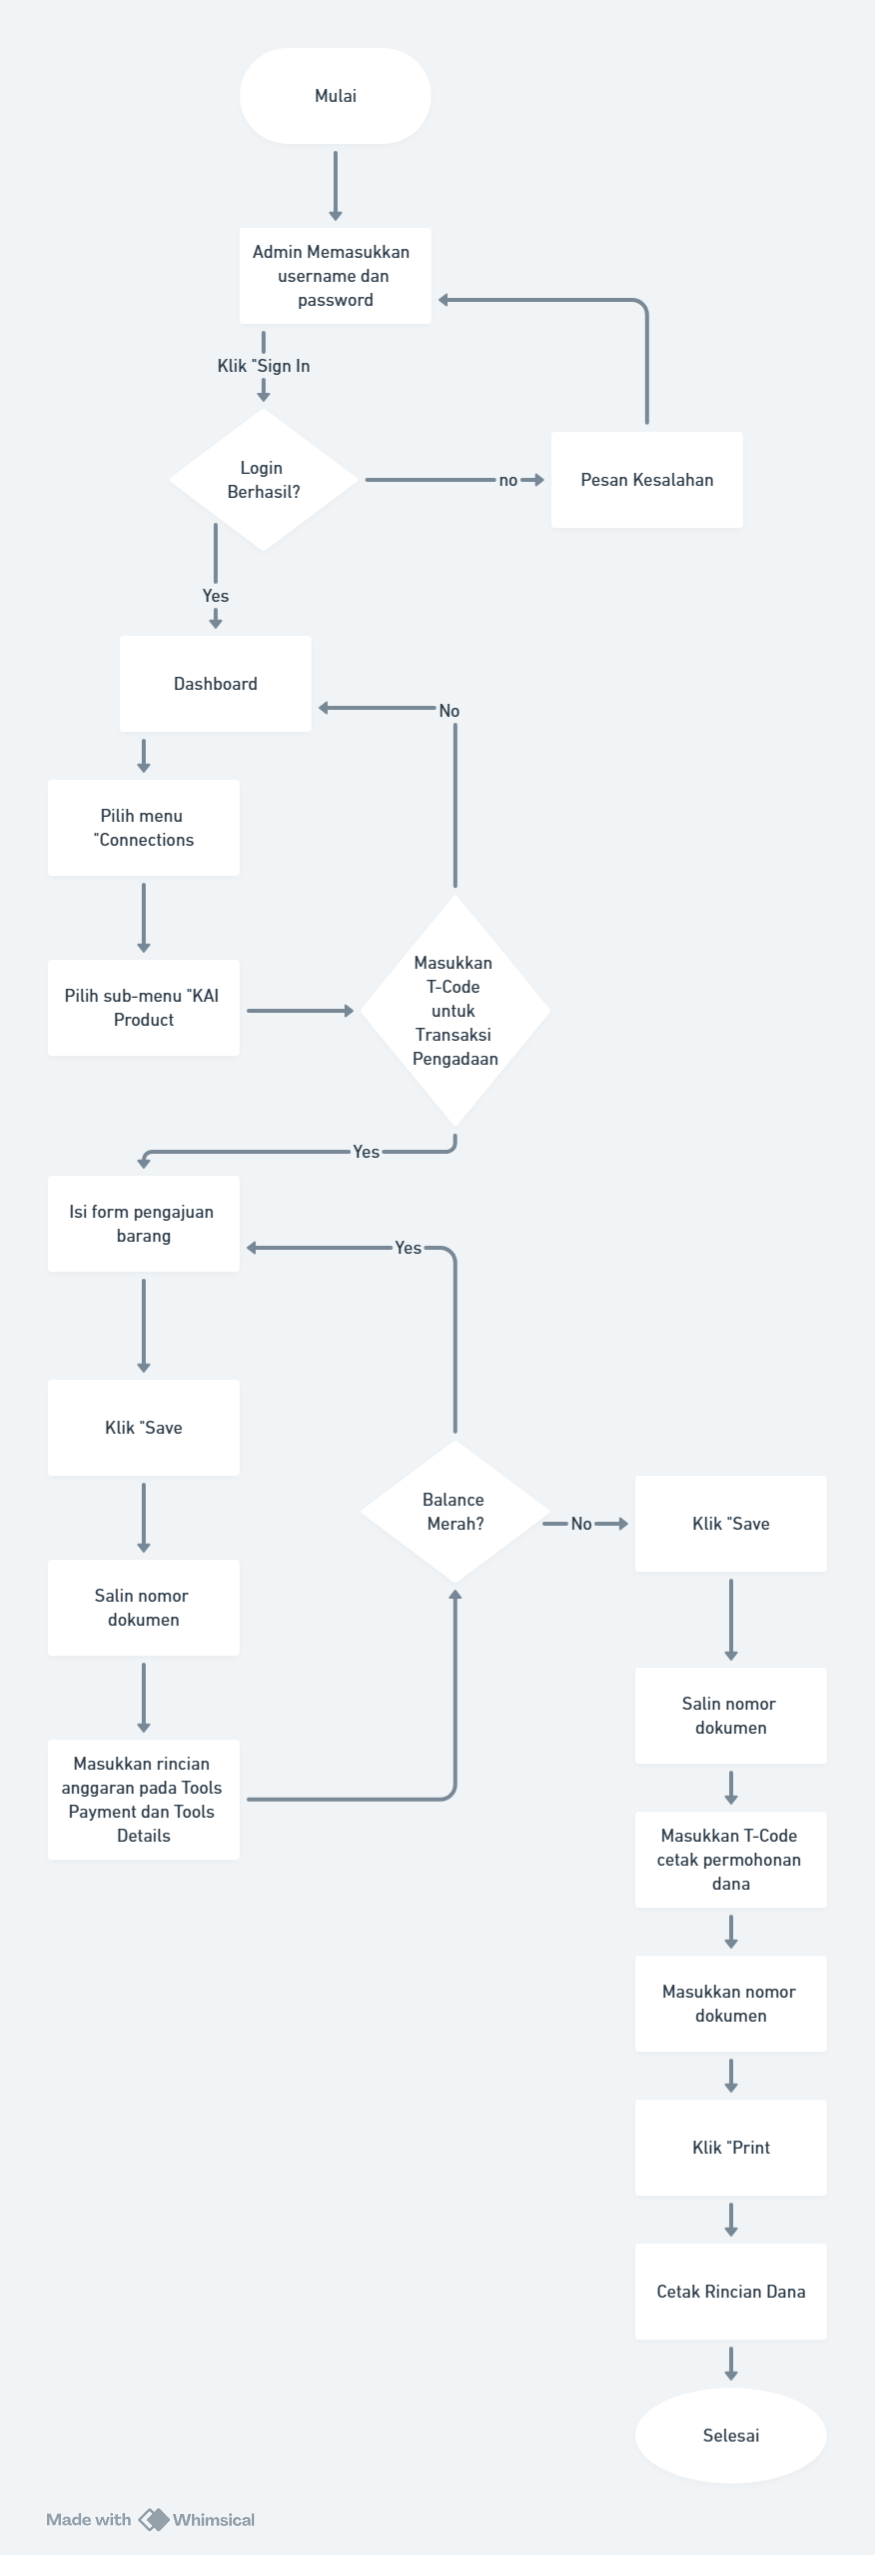 Mulai
Admin Memasukkan
username dan
password
Klik "Sign In
Login
Berhasil?
no
Pesan Kesalahan
Yes
Dashboard
No
Pilih menu
"Connections
Pilih sub-menu "KAI
Product
Masukkan
T-Code
untuk
Transaksi
Pengadaan
Yes
Isi form pengajuan
barang
Yes
Klik "Save
Balance
Merah?
No
Klik "Save
Salin nomor
dokumen
Salin nomor
dokumen
Masukkan rincian
anggaran pada Tools
Payment dan Tools
Details
Masukkan T-Code
cetak permohonan
dana
Masukkan nomor
dokumen
Klik "Print
Cetak Rincian Dana
Selesai
Made with Whimsical